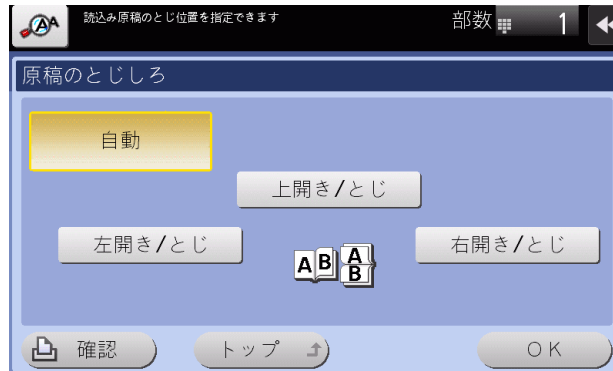 読込み原稿のとじ位置を指定できます
部数 1
原稿のとじしろ
自動
上開き/とじ
左開き/とじ
右開き/とじ
A B A B
確認
トップ
OK